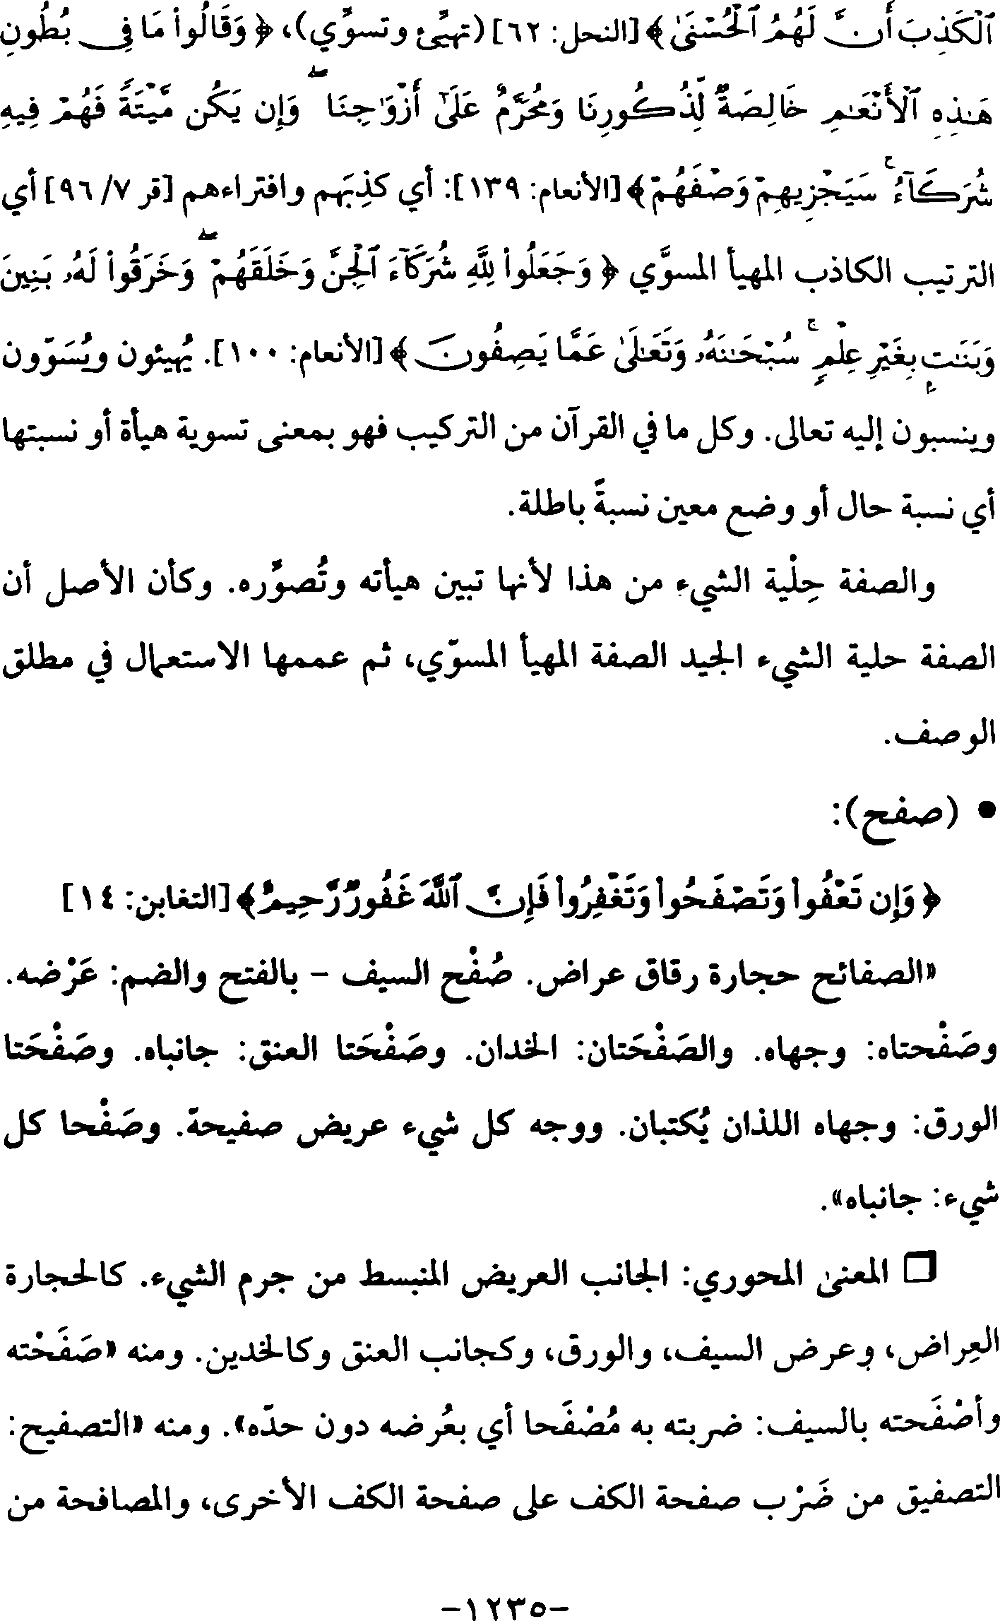 ٱلْكَذِبَ أَنَّ لَهُمُ ٱلْحُسْنَىٰ ﴾ [النحل: ٦٢] (تهيِّئ وتسوِّي)، ﴿ وَقَالُوا۟ مَا فِى بُطُونِ
هَـٰذِهِ ٱلْأَنْعَـٰمِ خَالِصَةٌ لِّذُكُورِنَا وَمُحَرَّمٌ عَلَىٰٓ أَزْوَٰجِنَا ۖ وَإِن يَكُن مَّيْتَةً فَهُمْ فِيهِ
شُرَكَآءُ ۚ سَيَجْزِيهِمْ وَصْفَهُمْ ﴾ [الأنعام: ١٣٩]: أي كذِبَهم وافتراءهم [قر ٧/ ٩٦] أي
الترتيب الكاذب المهيأ المسوَّي ﴿ وَجَعَلُوا۟ لِلَّهِ شُرَكَآءَ ٱلْجِنَّ وَخَلَقَهُمْ ۖ وَخَرَقُوا۟ لَهُۥ بَنِينَ
وَبَنَـٰتٍۭ بِغَيْرِ عِلْمٍ ۚ سُبْحَـٰنَهُۥ وَتَعَـٰلَىٰ عَمَّا يَصِفُونَ ﴾ [الأنعام: ١٠٠]. يُهيئون ويُسَوّون
وينسبون إليه تعالى. وكل ما في القرآن من التركيب فهو بمعنى تسوية هيأة أو نسبتها
أي نسبة حال أو وضع معين نسبةً باطلة.
والصفة حِلْية الشيء من هذا لأنها تبين هيأته وتُصوَّره. وكأن الأصل أن
الصفة حلية الشيء الجيد الصفة المهيأ المسوّي، ثم عممها الاستعمال في مطلق
الوصف.
• (صفح):
﴿ وَإِن تَعْفُوا۟ وَتَصْفَحُوا۟ وَتَغْفِرُوا۟ فَإِنَّ ٱللَّهَ غَفُورٌ رَّحِيمٌ ﴾ [التغابن: ١٤]
«الصفائح حجارة رقاق عراض. صُفْح السيف – بالفتح والضم: عَرْضه.
وصَفْحتاه: وجهاه. والصَفْحَتان: الخدان. وصَفْحَتا العنق: جانباه. وصَفْحَتا
الورق: وجهاه اللذان يُكتبان. ووجه كل شيء عريض صفيحة. وصَفْحا كل
شيء: جانباه».
□ المعنى المحوري: الجانب العريض المنبسط من جرم الشيء. كالحجارة
العِراض، وعرض السيف، والورق، وكجانب العنق وكالخدين. ومنه «صَفَحْته
وأصْفَحته بالسيف: ضربته به مُصْفَحا أي بعُرضه دون حدّه». ومنه «التصفيح:
التصفيق من ضَرْب صفحة الكف على صفحة الكف الأخرى، والمصافحة من
-١٢٣٥-